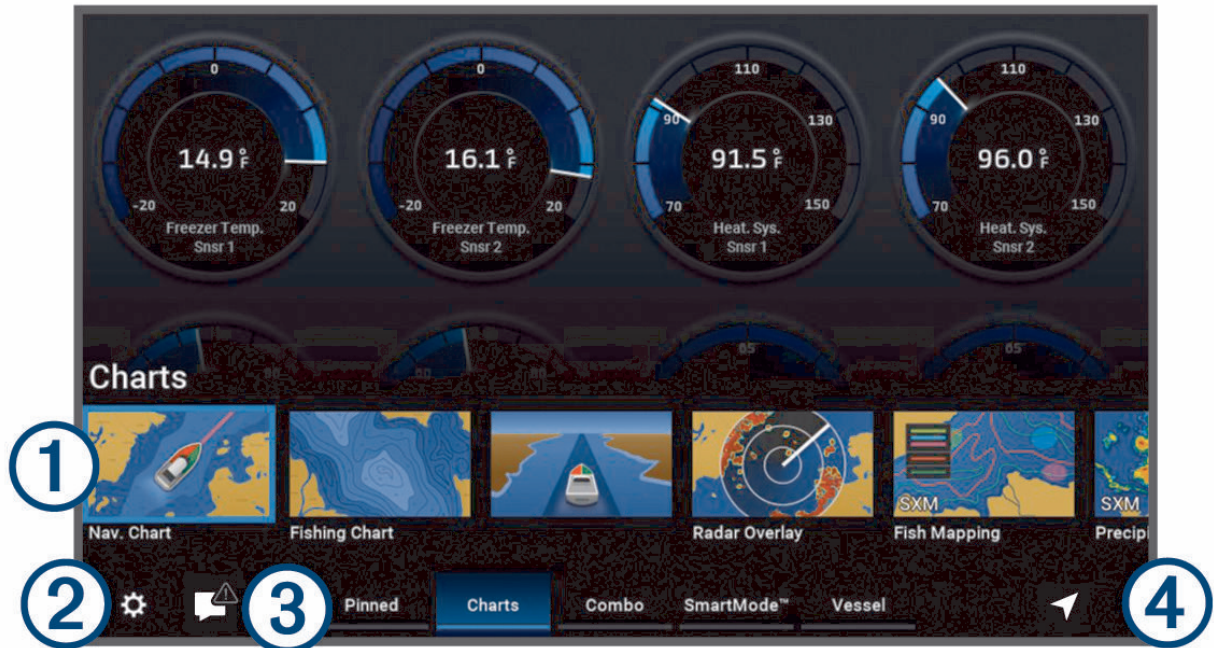 0
14.9 °F
-20 20
Freezer Temp.
Snsr 1
0
16.1 °F
-20 20
Freezer Temp.
Snsr 2
110
90 130
91.5 °F
70 150
Heat. Sys.
Snsr 1
110
90 130
96.0 °F
70 150
Heat. Sys.
Snsr 2
65
65
Charts
1
SXM
SXM
Nav. Chart
Fishing Chart
Radar Overlay
Fish Mapping
Precip
2
3
Pinned
Charts
Combo
SmartMode™
Vessel
4